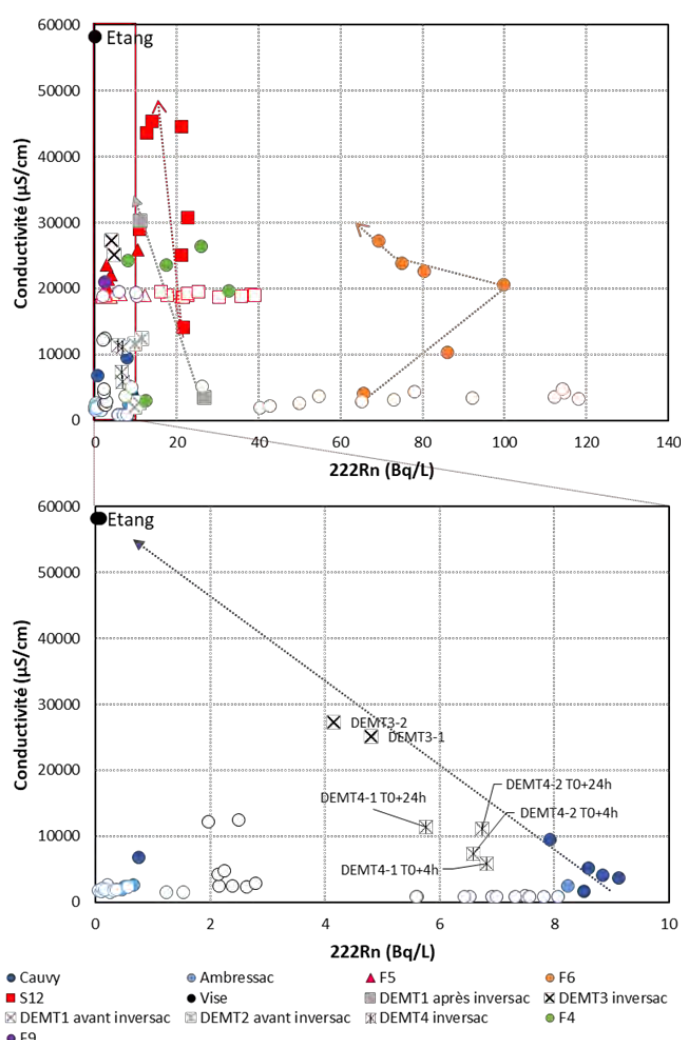 60000
Etang
50000
40000
30000
20000
10000
0
Conductivité (µS/cm)
0 20 40 60 80 100 120 140
222Rn (Bq/L)
60000
Etang
50000
40000
30000
DEMT3-2
DEMT3-1
20000
DEMT4-1 T0+24h
DEMT4-2 T0+24h
DEMT4-2 T0+4h
10000
DEMT4-1 T0+4h
0
Conductivité (µS/cm)
0 2 4 6 8 10
222Rn (Bq/L)
Cauvy Ambressac F5 F6
S12 Vise DEMT1 après inversac DEMT3 inversac
DEMT1 avant inversac DEMT2 avant inversac DEMT4 inversac F4
F9